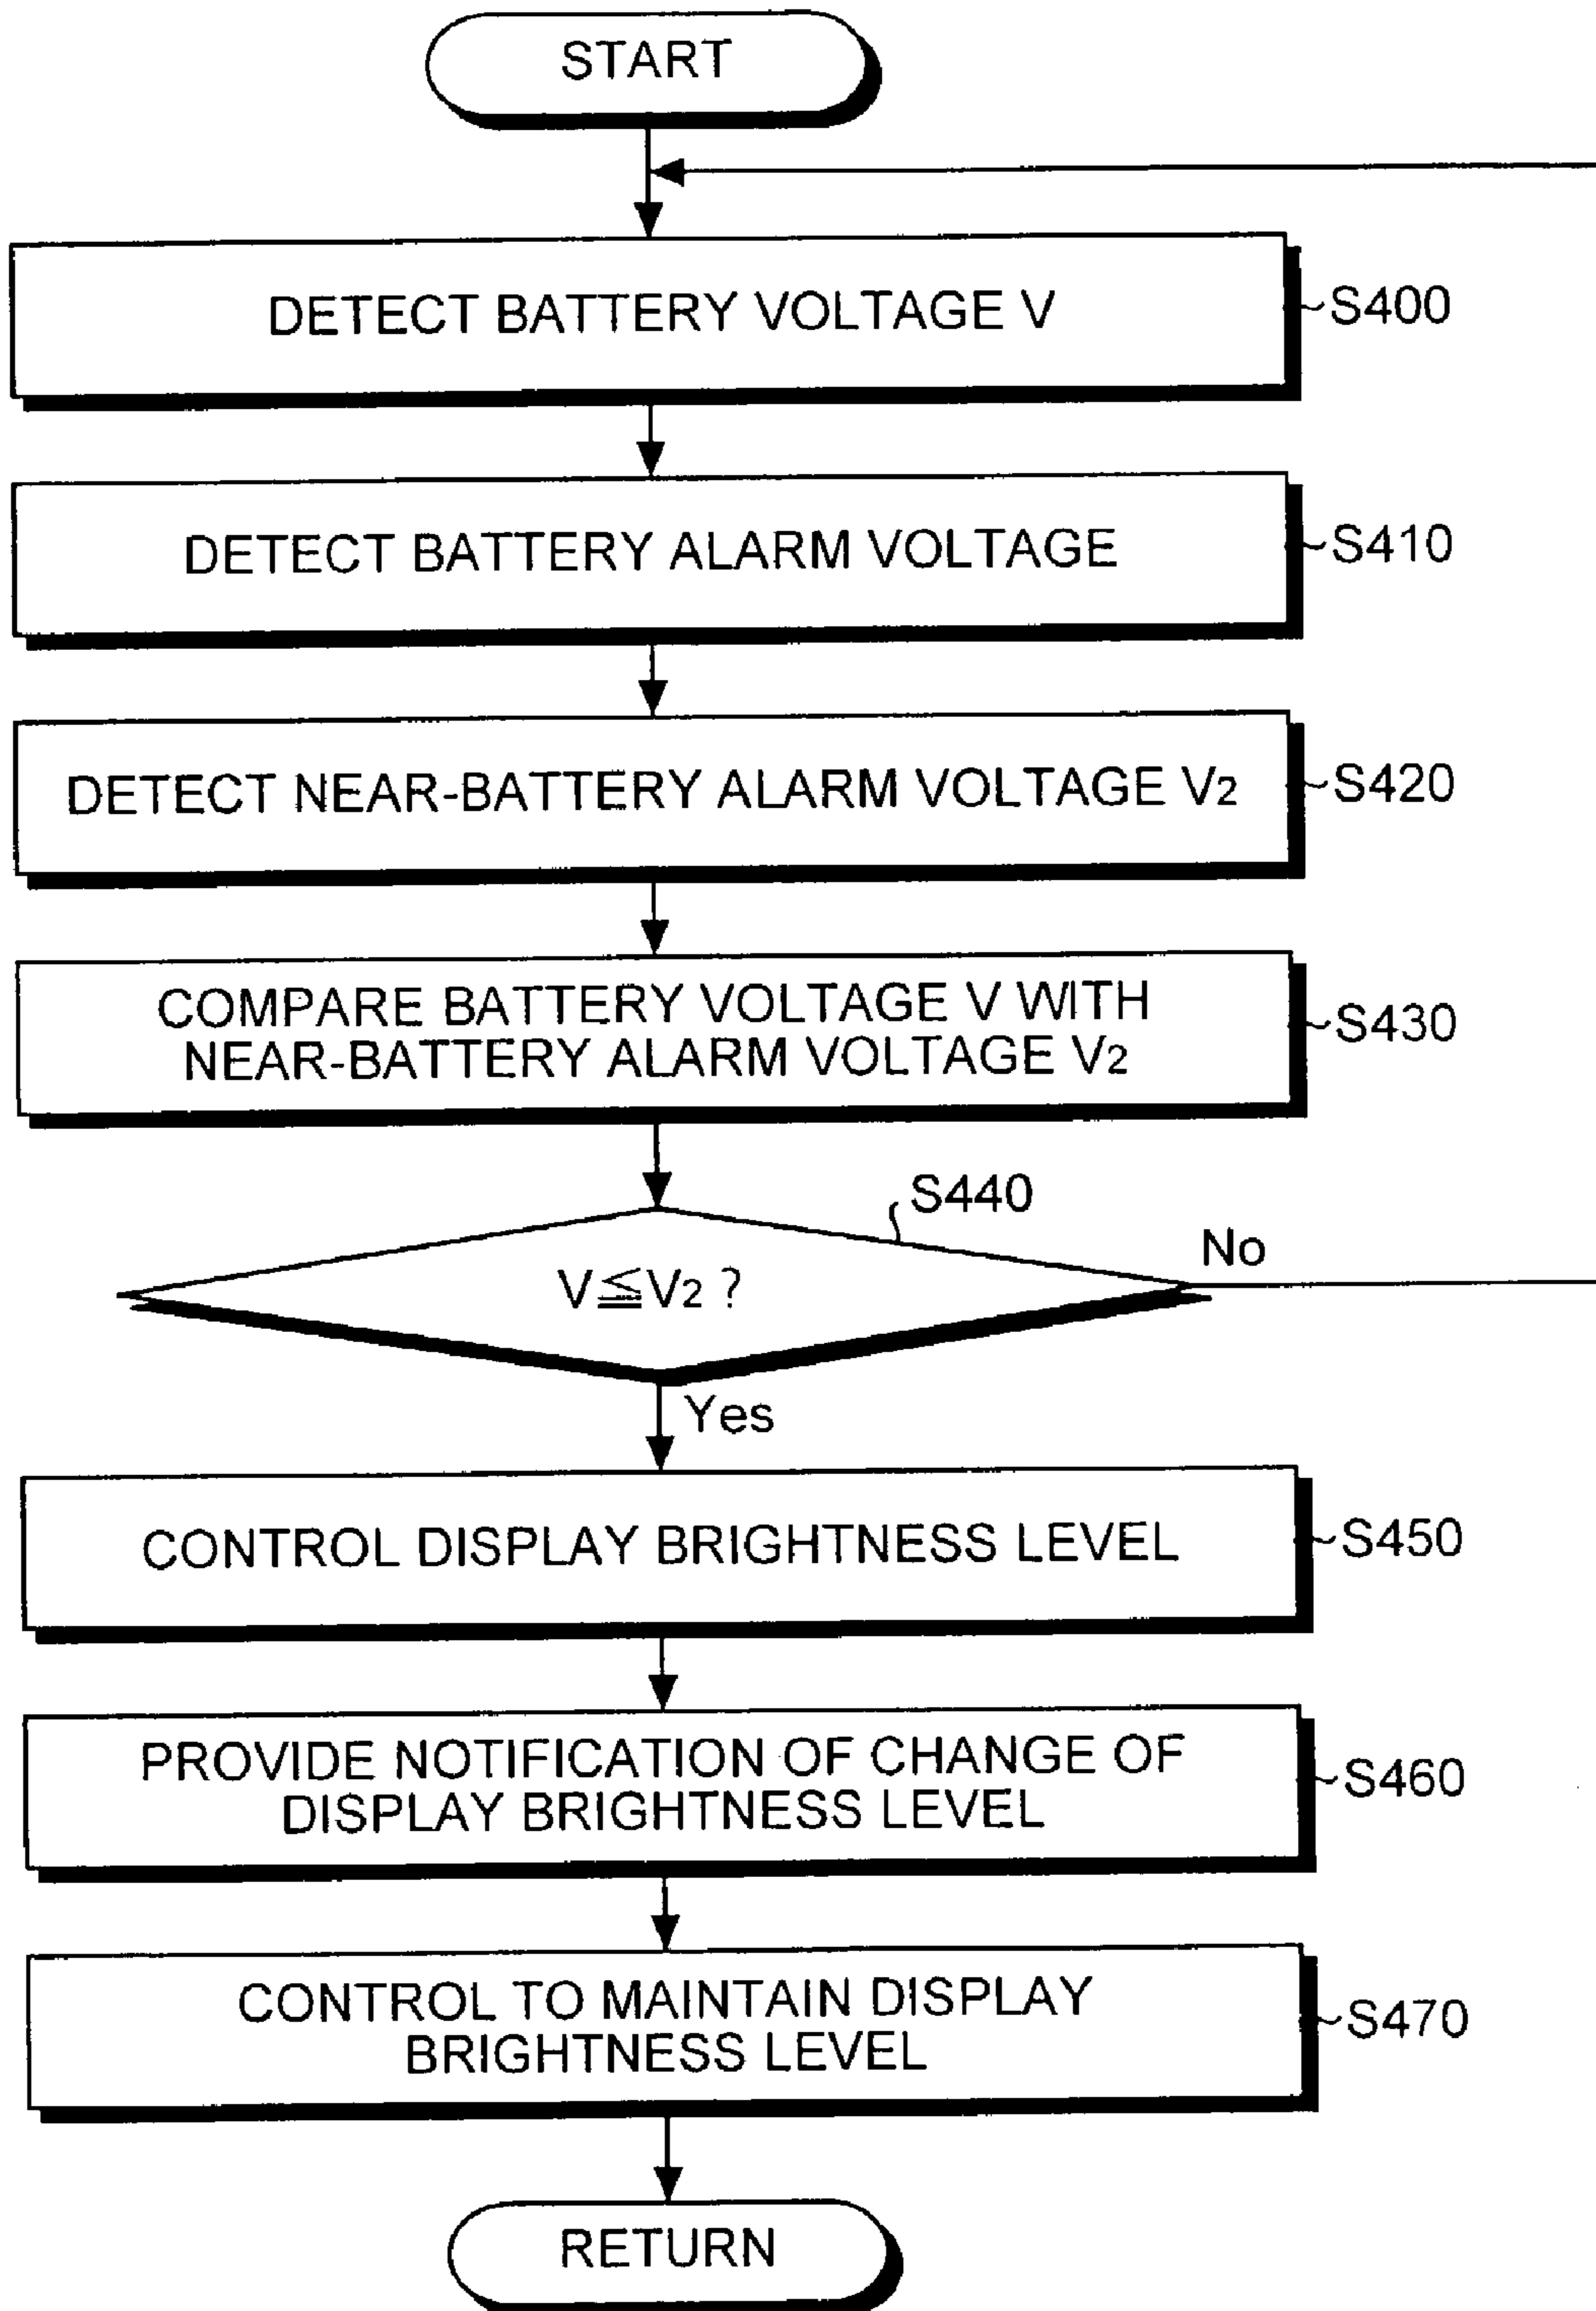 START
DETECT BATTERY VOLTAGE V
S400
DETECT BATTERY ALARM VOLTAGE
S410
DETECT NEAR-BATTERY ALARM VOLTAGE V2
S420
COMPARE BATTERY VOLTAGE V WITH
NEAR-BATTERY ALARM VOLTAGE V2
S430
S440
V≦V2 ?
No
Yes
CONTROL DISPLAY BRIGHTNESS LEVEL
S450
PROVIDE NOTIFICATION OF CHANGE OF
DISPLAY BRIGHTNESS LEVEL
S460
CONTROL TO MAINTAIN DISPLAY
BRIGHTNESS LEVEL
S470
RETURN